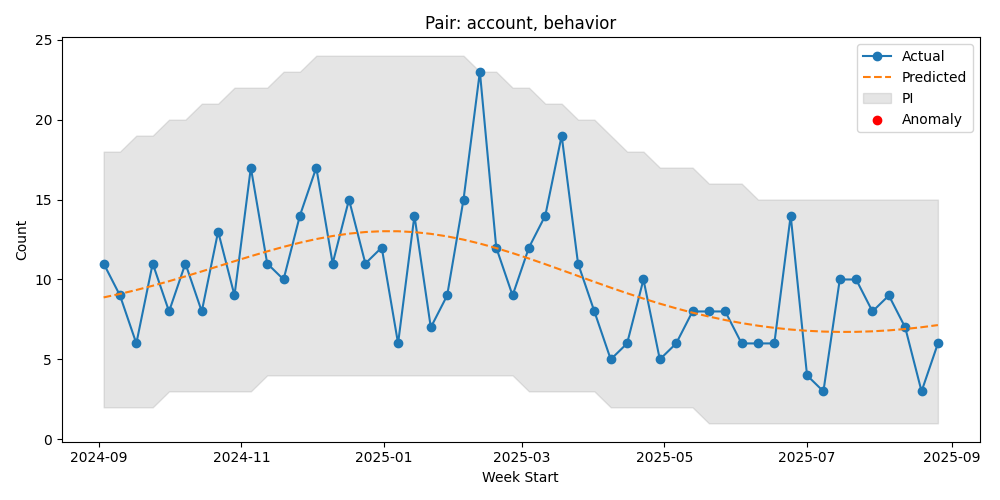 Pair: account, behavior
Count
25
20
15
10
5
0
Actual
Predicted
PI
Anomaly
2024-09
2024-11
2025-01
2025-03
2025-05
2025-07
2025-09
Week Start